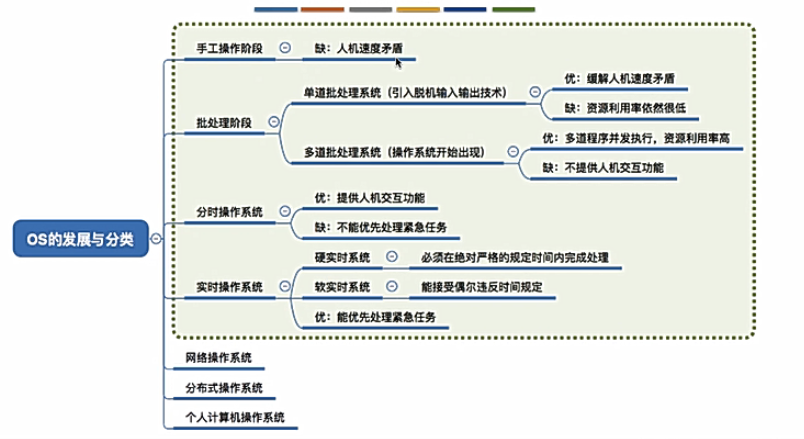 OS的发展与分类
手工操作阶段
缺：人机速度矛盾
批处理阶段
单道批处理系统（引入脱机输入输出技术）
优：缓解人机速度矛盾
缺：资源利用率依然很低
多道批处理系统（操作系统开始出现）
优：多道程序并发执行，资源利用率高
缺：不提供人机交互功能
分时操作系统
优：提供人机交互功能
缺：不能优先处理紧急任务
实时操作系统
硬实时系统
必须在绝对严格的规定时间内完成处理
软实时系统
能接受偶尔违反时间规定
优：能优先处理紧急任务
网络操作系统
分布式操作系统
个人计算机操作系统